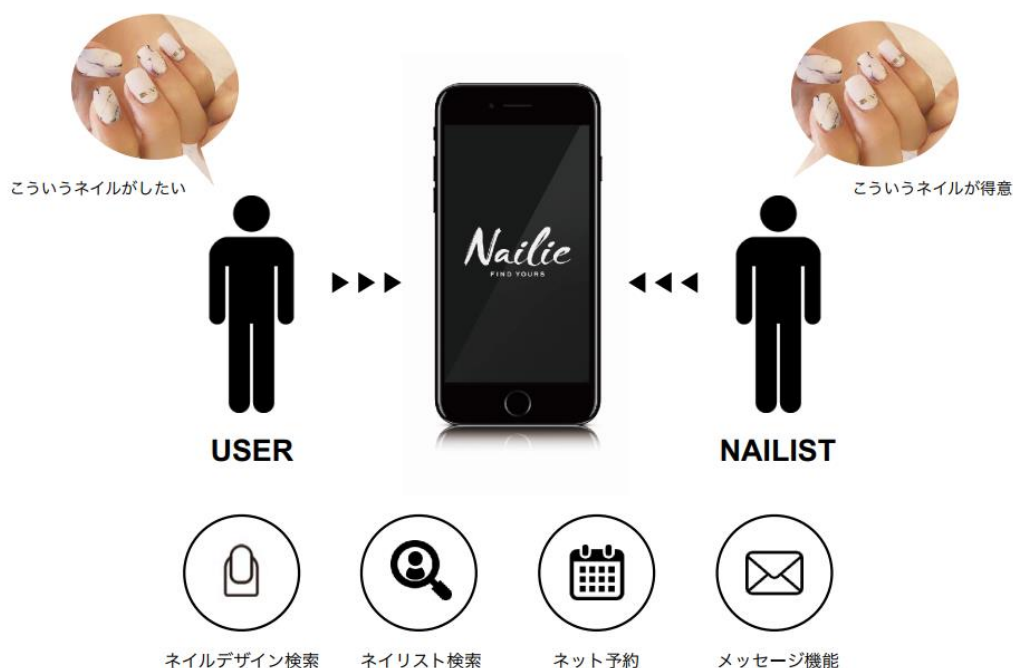 こういうネイルがしたい
こういうネイルが得意
Nailie
FIND YOURS
USER
NAILIST
ネイルデザイン検索
ネイリスト検索
ネット予約
メッセージ機能